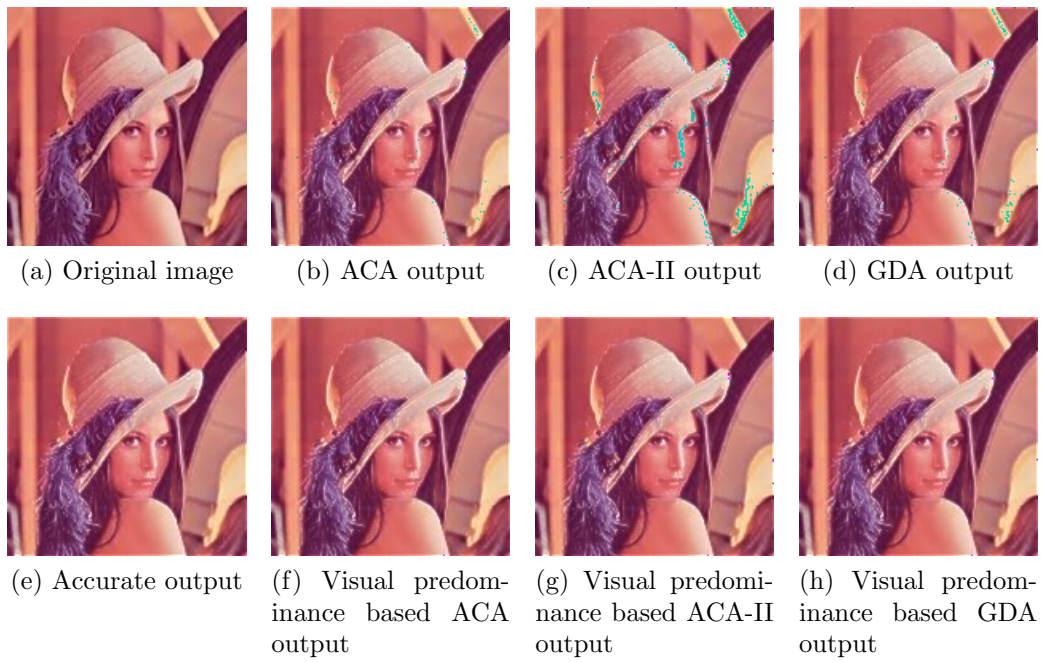 (a) Original image
(b) ACA output
(c) ACA-II output
(d) GDA output
(e) Accurate output
(f) Visual predom-
inance based ACA
output
(g) Visual predomi-
nance based ACA-II
output
(h) Visual predom-
inance based GDA
output